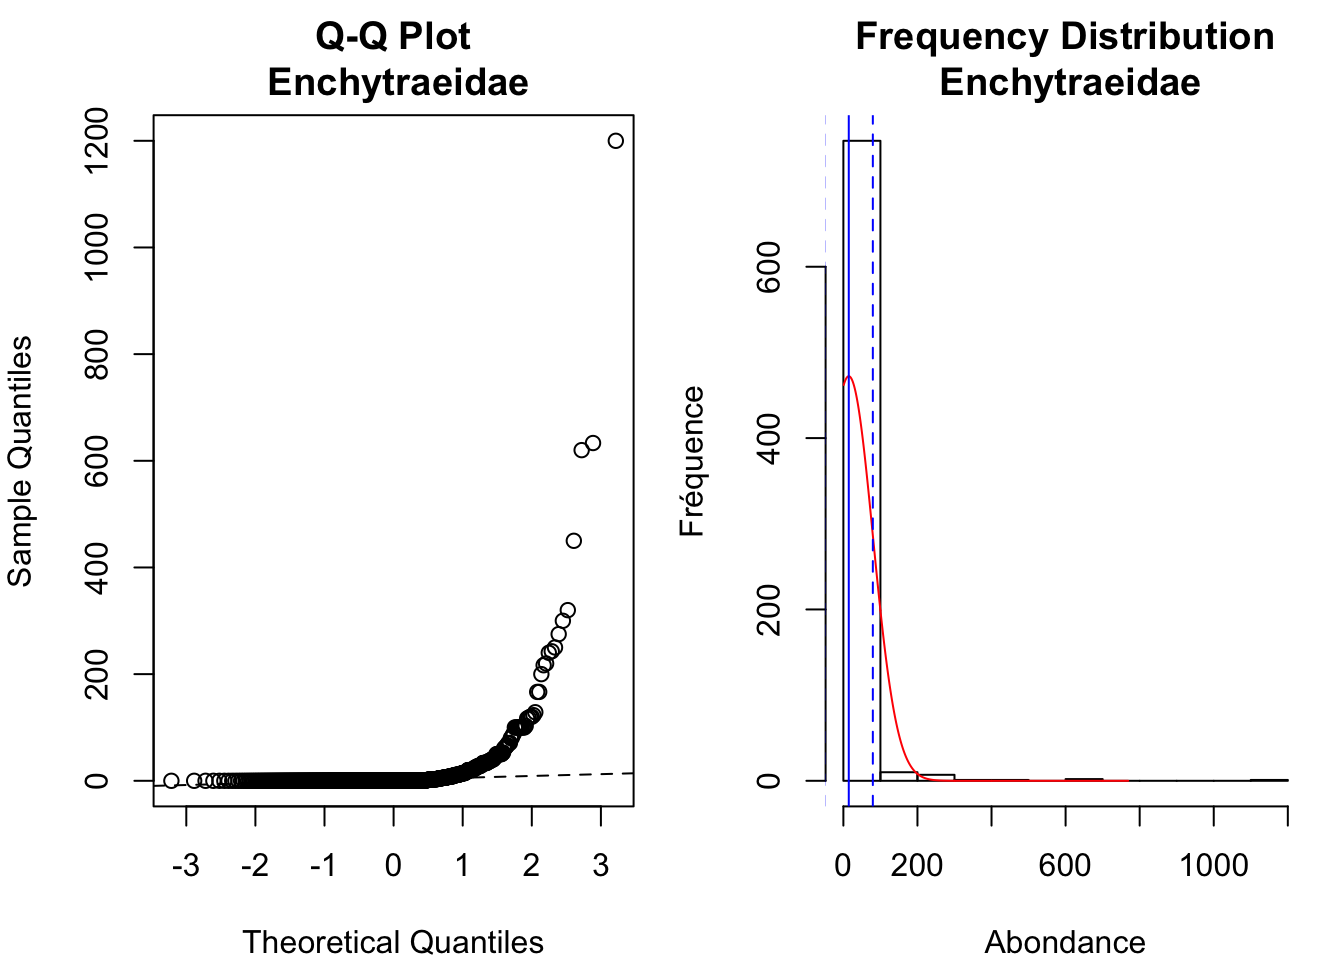 Q-Q Plot
Enchytraeidae
Sample Quantiles
0 200 400 600 800 1000 1200
-3 -2 -1 0 1 2 3
Theoretical Quantiles
Frequency Distribution
Enchytraeidae
Fréquence
0 200 400 600
0 200 600 1000
Abondance